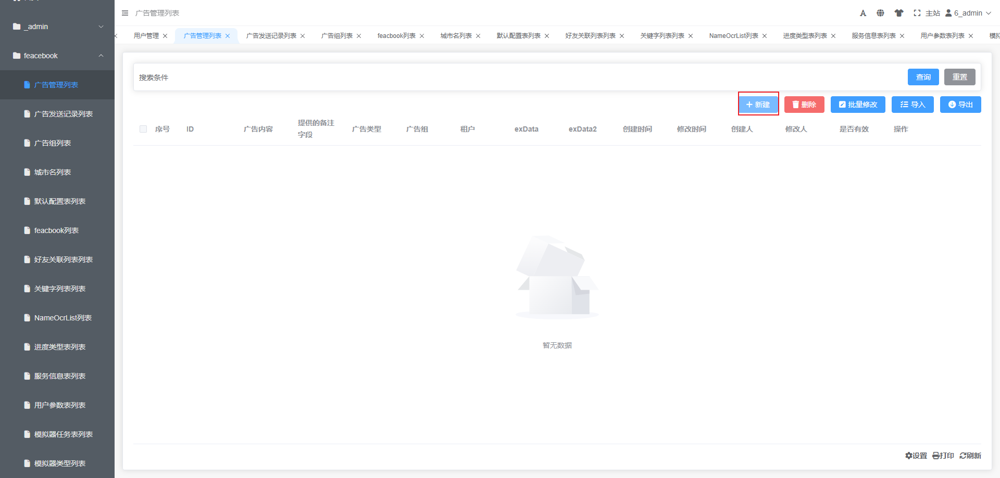 广告管理列表
主站
6_admin
_admin
feacebook
广告管理列表
广告发送记录列表
广告组列表
城市名列表
默认配置表列表
feacbook列表
好友关联列表列表
关键字列表列表
NameOcrList列表
进度类型表列表
服务信息表列表
用户参数表列表
模拟器任务表列表
模拟器类型列表
用户管理
广告管理列表
广告发送记录列表
广告组列表
feacbook列表
城市名列表
默认配置表列表
好友关联列表列表
关键字列表列表
NameOcrList列表
进度类型表列表
服务信息表列表
用户参数表列表
模拟
搜索条件
查询
重置
新建
删除
批量修改
导入
导出
序号
ID
广告内容
提供的备注
字段
广告类型
广告组
租户
exData
exData2
创建时间
修改时间
创建人
修改人
是否有效
操作
暂无数据
设置
打印
刷新